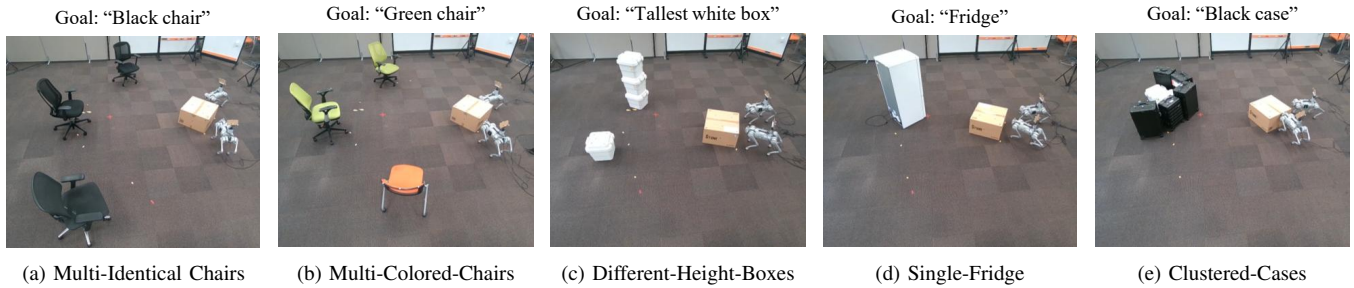 Goal: “Black chair”
Goal: “Green chair”
Goal: “Tallest white box”
Goal: “Fridge”
Goal: “Black case”
(a) Multi-Identical Chairs
(b) Multi-Colored-Chairs
(c) Different-Height-Boxes
(d) Single-Fridge
(e) Clustered-Cases